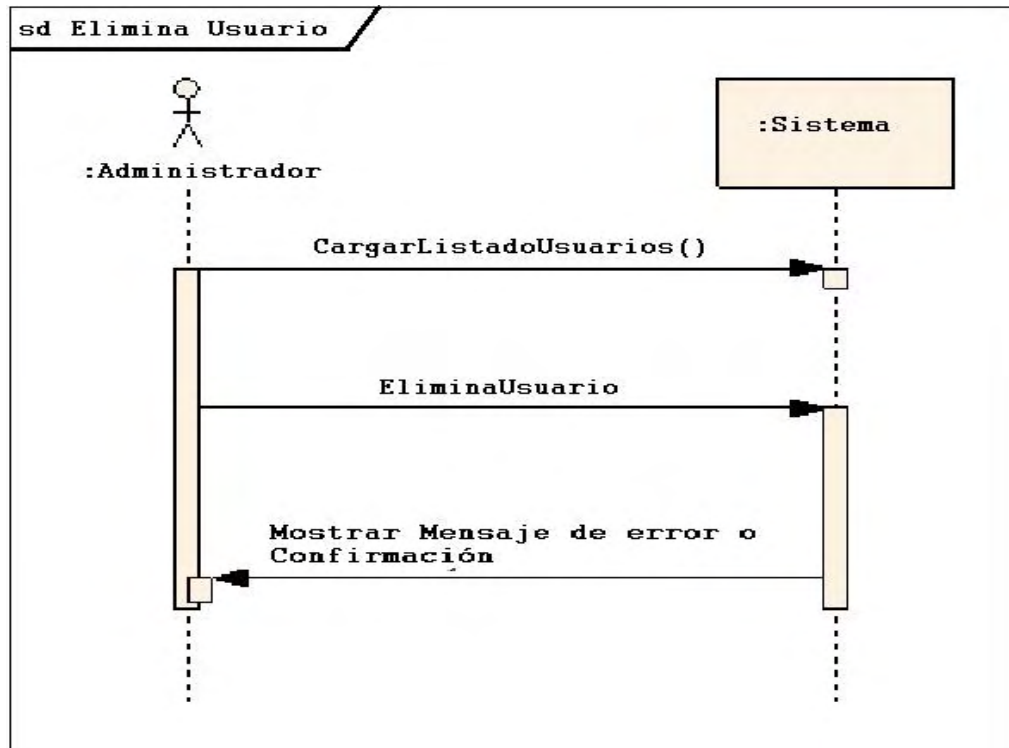 sd Elimina Usuario
:Sistema
:Administrador
CargarListadoUsuarios()
EliminaUsuario
Mostrar Mensaje de error o
Confirmación